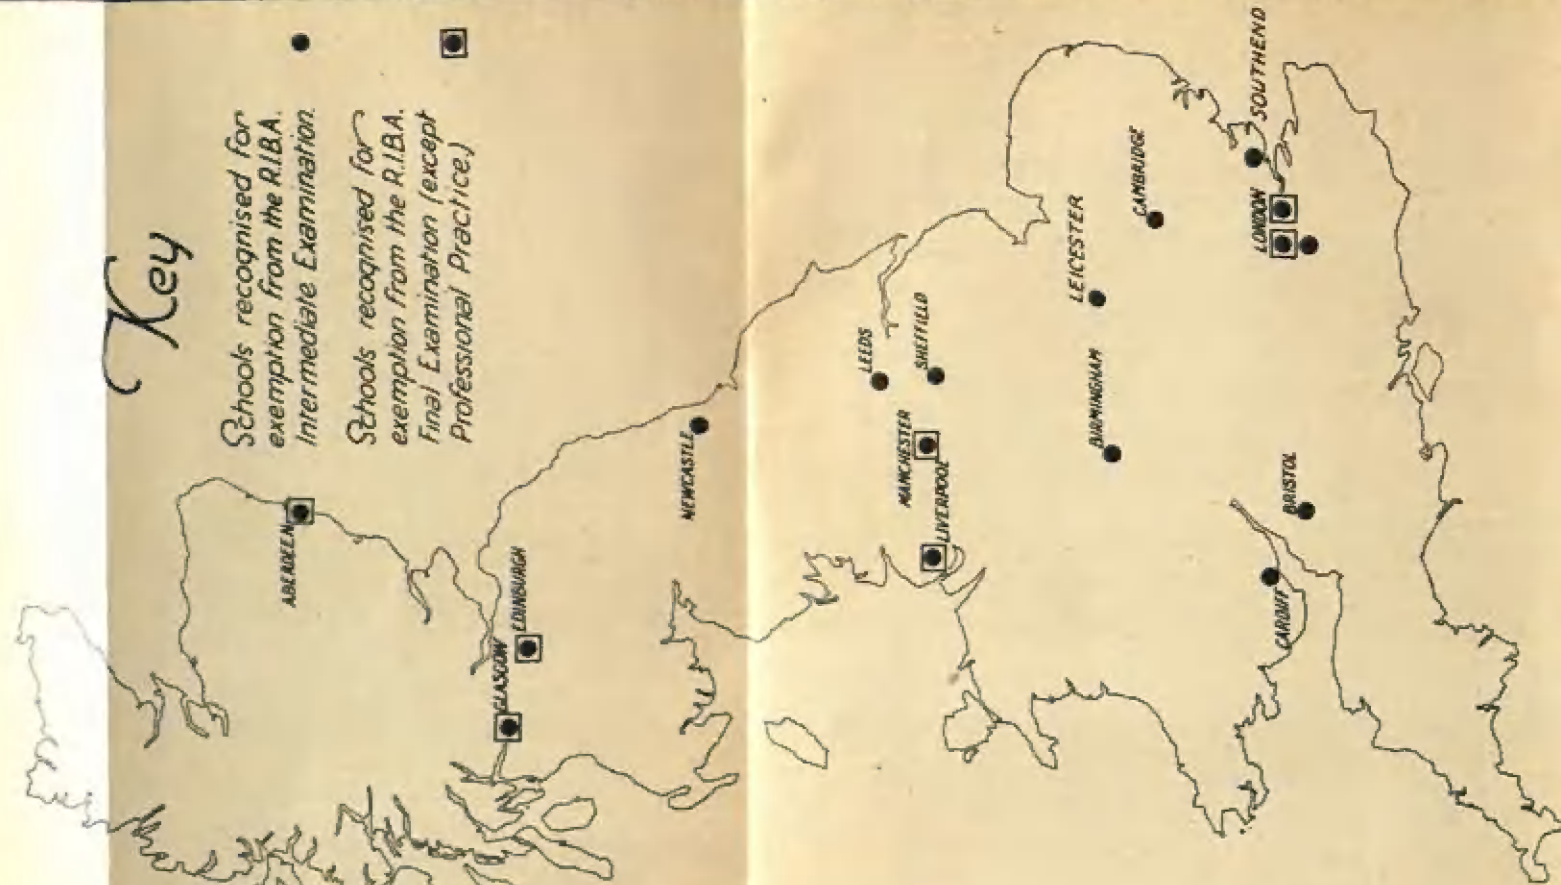 Key
Schools recognised for
exemption from the R.I.B.A.
Intermediate Examination.
Schools recognised for
exemption from the R.I.B.A.
Final Examination (except
Professional Practice.)
ABERDEEN
GLASGOW
EDINBURGH
NEWCASTLE
LEEDS
SHEFFIELD
MANCHESTER
LIVERPOOL
LEICESTER
BIRMINGHAM
CAMBRIDGE
SOUTHEND
LONDON
BRISTOL
CARDIFF